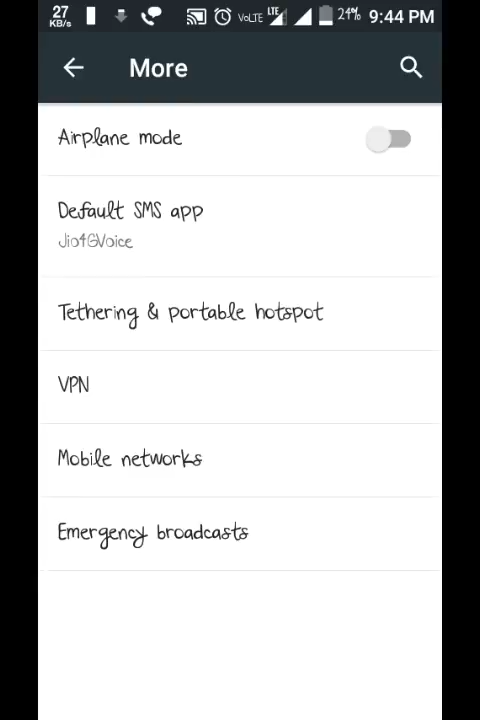 27
KB/s
VoLTE LTE 21% 9:44 PM
More
Airplane mode
Default SMS app
Jio4GVoice
Tethering & portable hotspot
VPN
Mobile networks
Emergency broadcasts